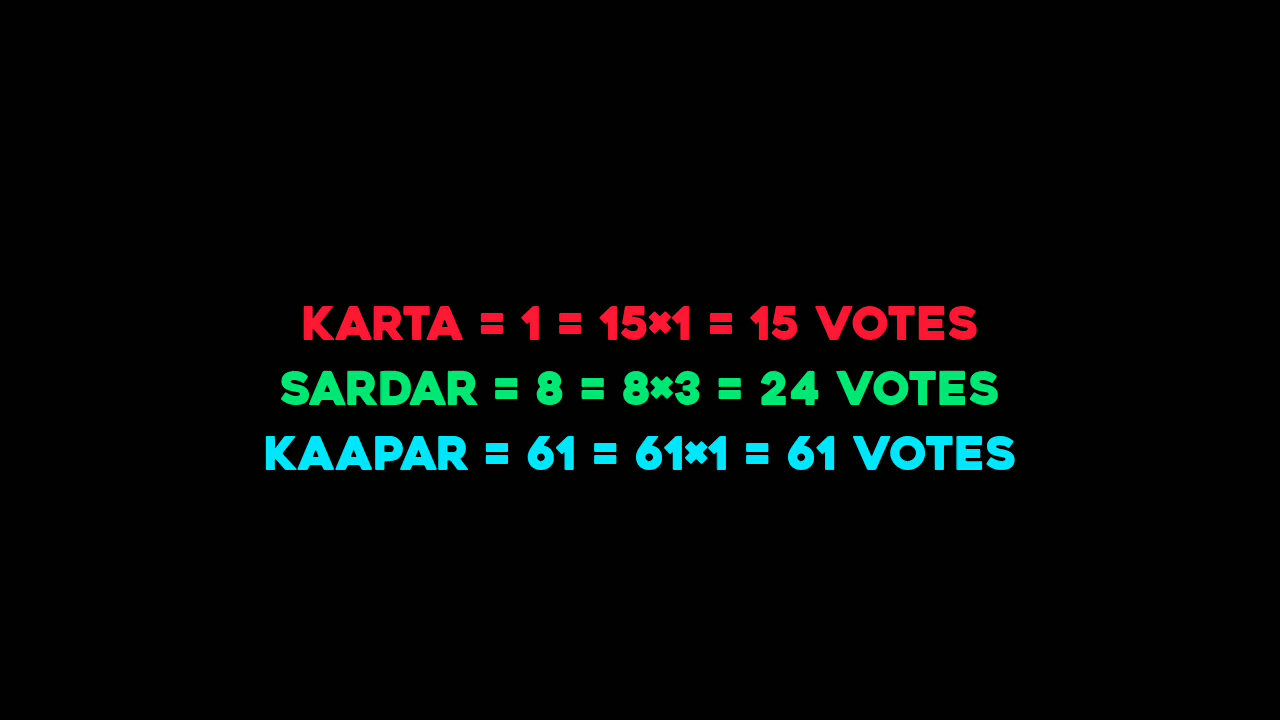 KARTA = 1 = 15×1 = 15 VOTES
SARDAR = 8 = 8×3 = 24 VOTES
KAAPAR = 61 = 61×1 = 61 VOTES